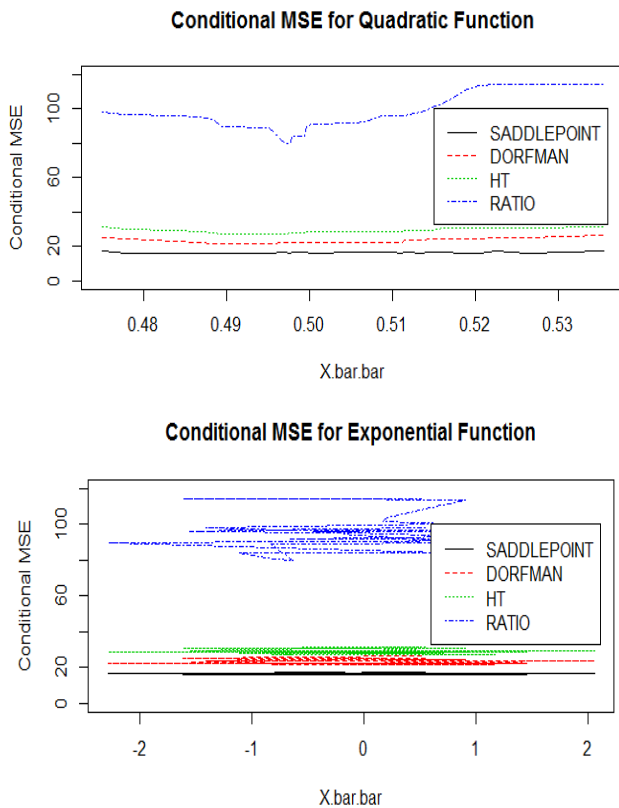 Conditional MSE for Quadratic Function
Conditional MSE
100
60
20
0
SADDLEPOINT
DORFMAN
HT
RATIO
0.48 0.49 0.50 0.51 0.52 0.53
X.bar.bar
Conditional MSE for Exponential Function
Conditional MSE
100
60
20
0
SADDLEPOINT
DORFMAN
HT
RATIO
-2 -1 0 1 2
X.bar.bar